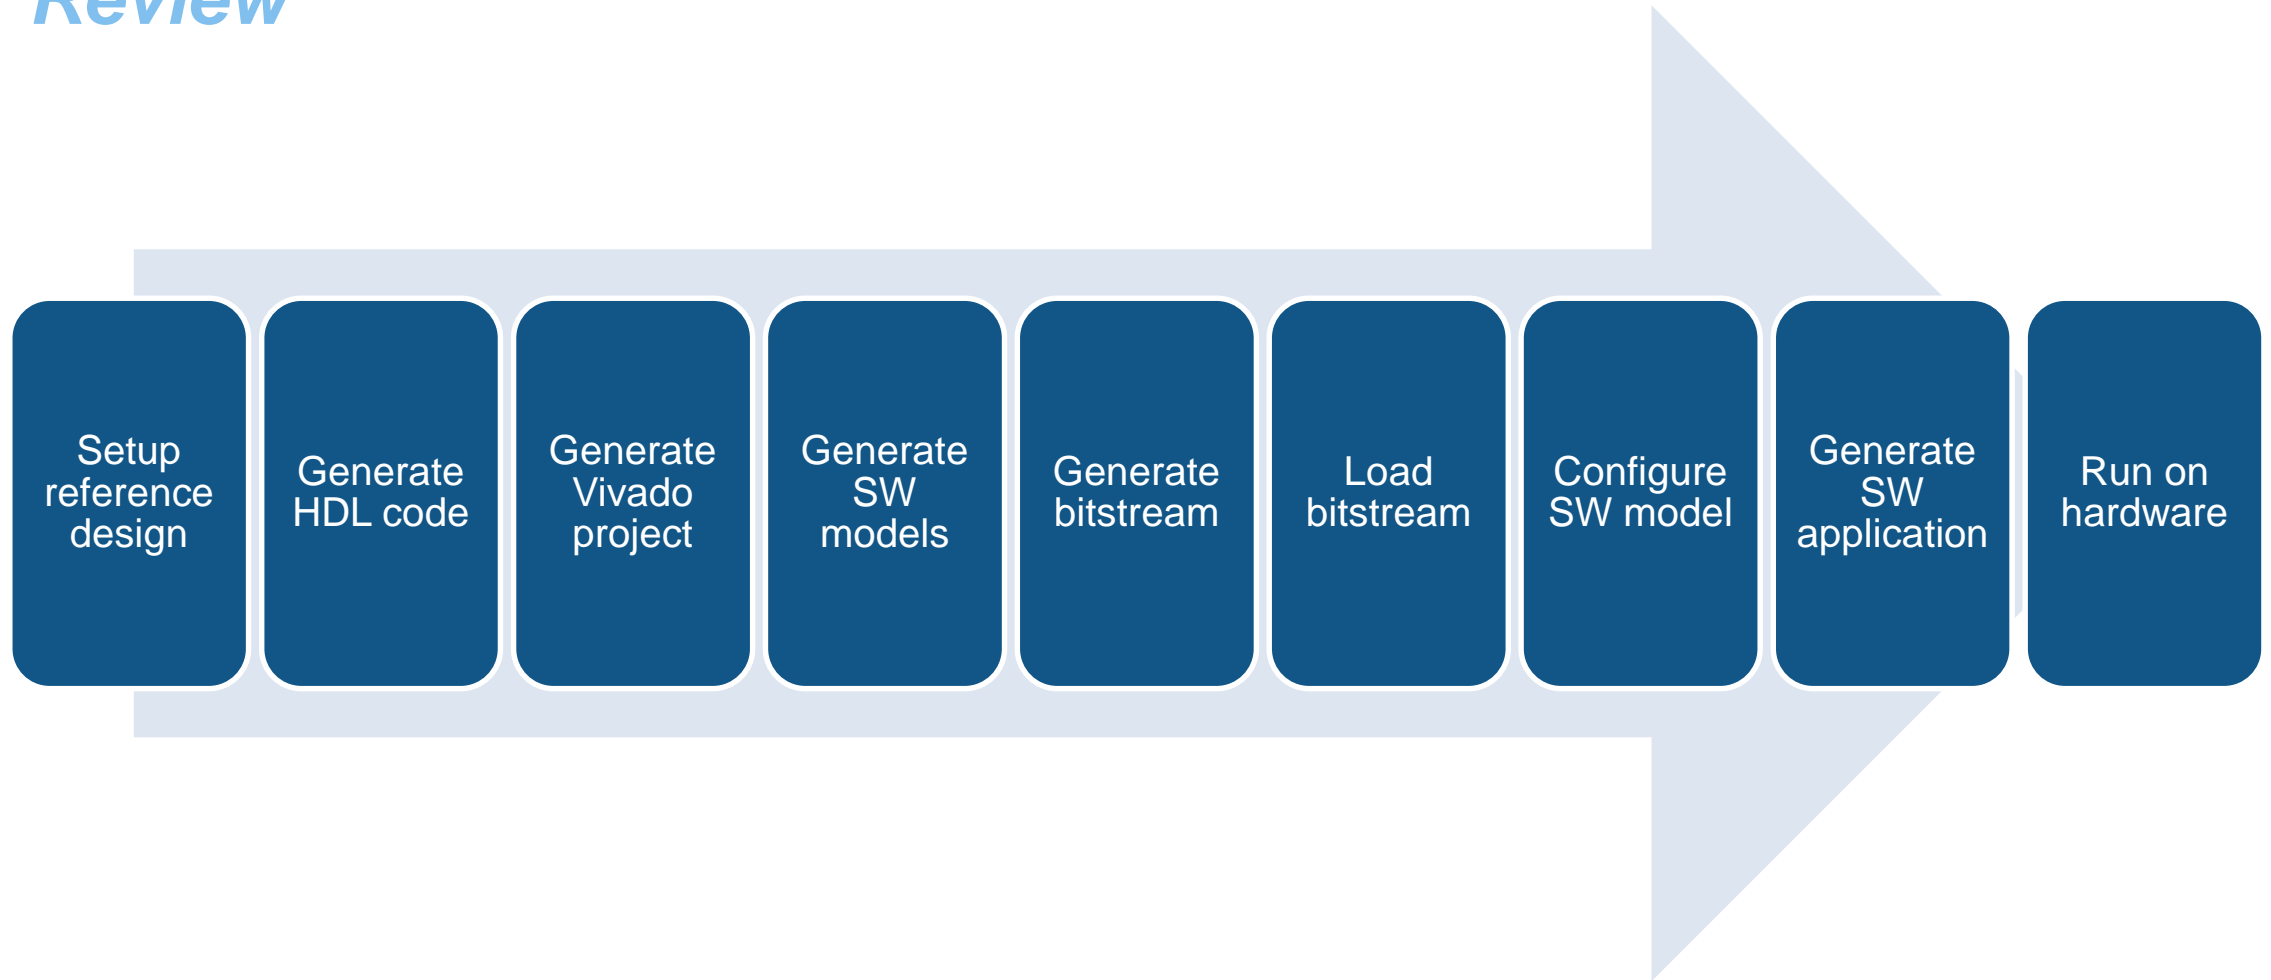 Review
Setup
reference
design
Generate
HDL code
Generate
Vivado
project
Generate
SW
models
Generate
bitstream
Load
bitstream
Configure
SW model
Generate
SW
application
Run on
hardware